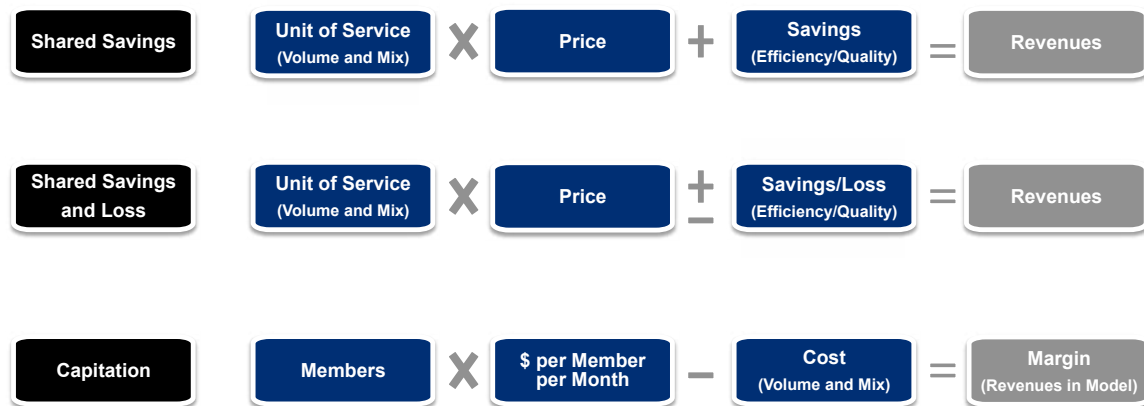 Shared Savings
Unit of Service
(Volume and Mix)
X
Price
+
Savings
(Efficiency/Quality)
=
Revenues
Shared Savings
and Loss
Unit of Service
(Volume and Mix)
X
Price
+
−
Savings/Loss
(Efficiency/Quality)
=
Revenues
Capitation
Members
X
$ per Member
per Month
−
Cost
(Volume and Mix)
=
Margin
(Revenues in Model)